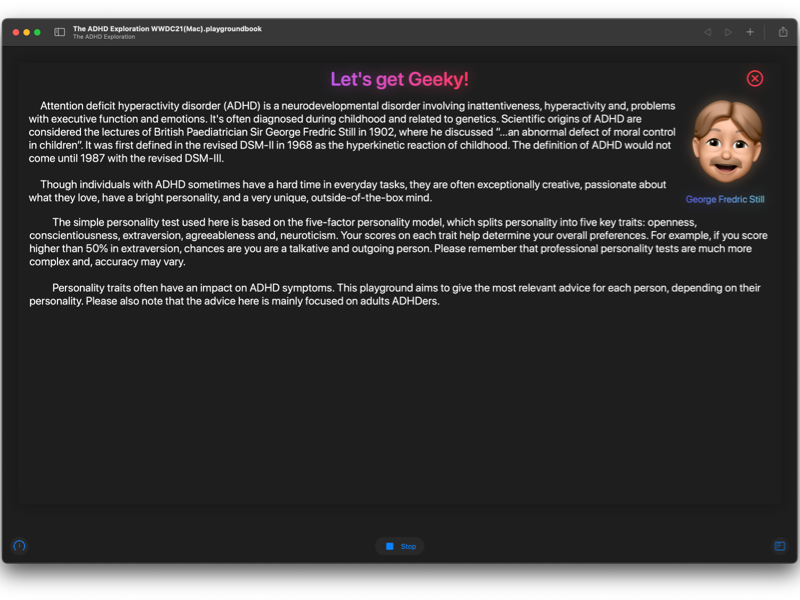 The ADHD Exploration WWDC21(Mac).playgroundbook
The ADHD Exploration
Let's get Geeky!
Attention deficit hyperactivity disorder (ADHD) is a neurodevelopmental disorder involving inattentiveness, hyperactivity and, problems
with executive function and emotions. It's often diagnosed during childhood and related to genetics. Scientific origins of ADHD are
considered the lectures of British Paediatrician Sir George Fredric Still in 1902, where he discussed “...an abnormal defect of moral control
in children”. It was first defined in the revised DSM-II in 1968 as the hyperkinetic reaction of childhood. The definition of ADHD would not
come until 1987 with the revised DSM-III.
George Fredric Still
Though individuals with ADHD sometimes have a hard time in everyday tasks, they are often exceptionally creative, passionate about
what they love, have a bright personality, and a very unique, outside-of-the-box mind.
The simple personality test used here is based on the five-factor personality model, which splits personality into five key traits: openness,
conscientiousness, extraversion, agreeableness and, neuroticism. Your scores on each trait help determine your overall preferences. For example, if you score
higher than 50% in extraversion, chances are you are a talkative and outgoing person. Please remember that professional personality tests are much more
complex and, accuracy may vary.
Personality traits often have an impact on ADHD symptoms. This playground aims to give the most relevant advice for each person, depending on their
personality. Please also note that the advice here is mainly focused on adults ADHDers.
Stop